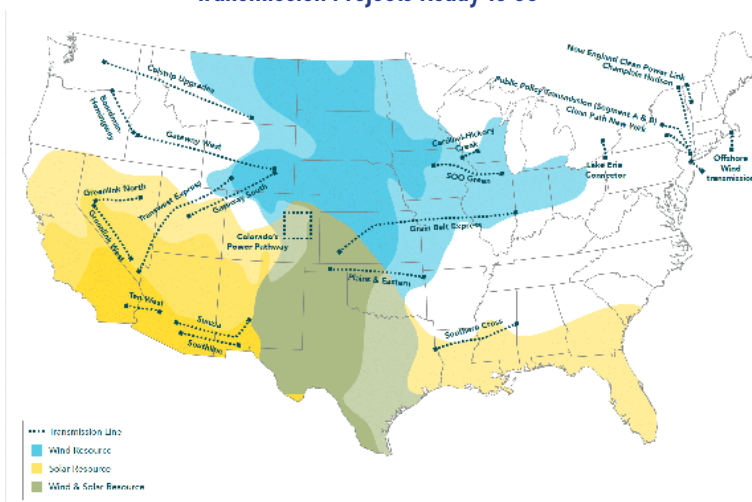 Transmission Projects Ready to Go
New England Clean Power Link
Champlain Hudson
Public Policy Transmission (Segment A & B)
Clean Path New York
Colstrip Upgrades
Boardman-
Hemingway
Gateway West
Cardinal-Hickory
Creek
SOO Green
Lake Erie
Connector
Offshore
Wind
transmission
Greenlink North
Transwest Express
Gateway South
Greenlink West
Colorado's
Power Pathway
Grain Belt Express
Plains & Eastern
Ten West
SunZia
Southline
Southern Cross
Transmission Line
Wind Resource
Solar Resource
Wind & Solar Resource